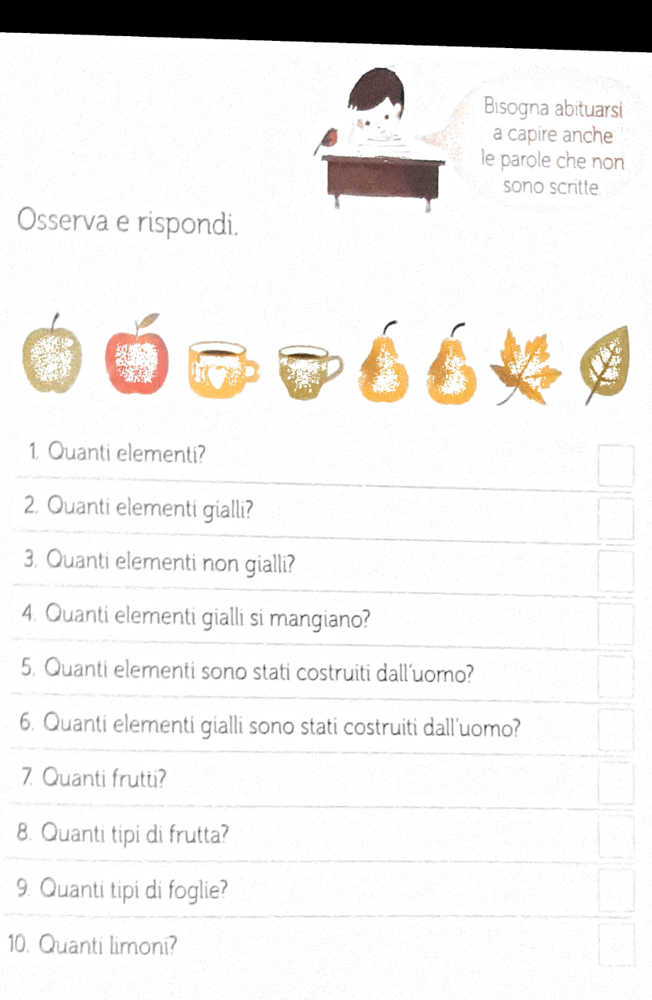 Bisogna abituarsi
a capire anche
le parole che non
sono scritte.
Osserva e rispondi.
1. Quanti elementi?
2. Quanti elementi gialli?
3. Quanti elementi non gialli?
4. Quanti elementi gialli si mangiano?
5. Quanti elementi sono stati costruiti dall'uomo?
6. Quanti elementi gialli sono stati costruiti dall'uomo?
7. Quanti frutti?
8. Quanti tipi di frutta?
9. Quanti tipi di foglie?
10. Quanti limoni?